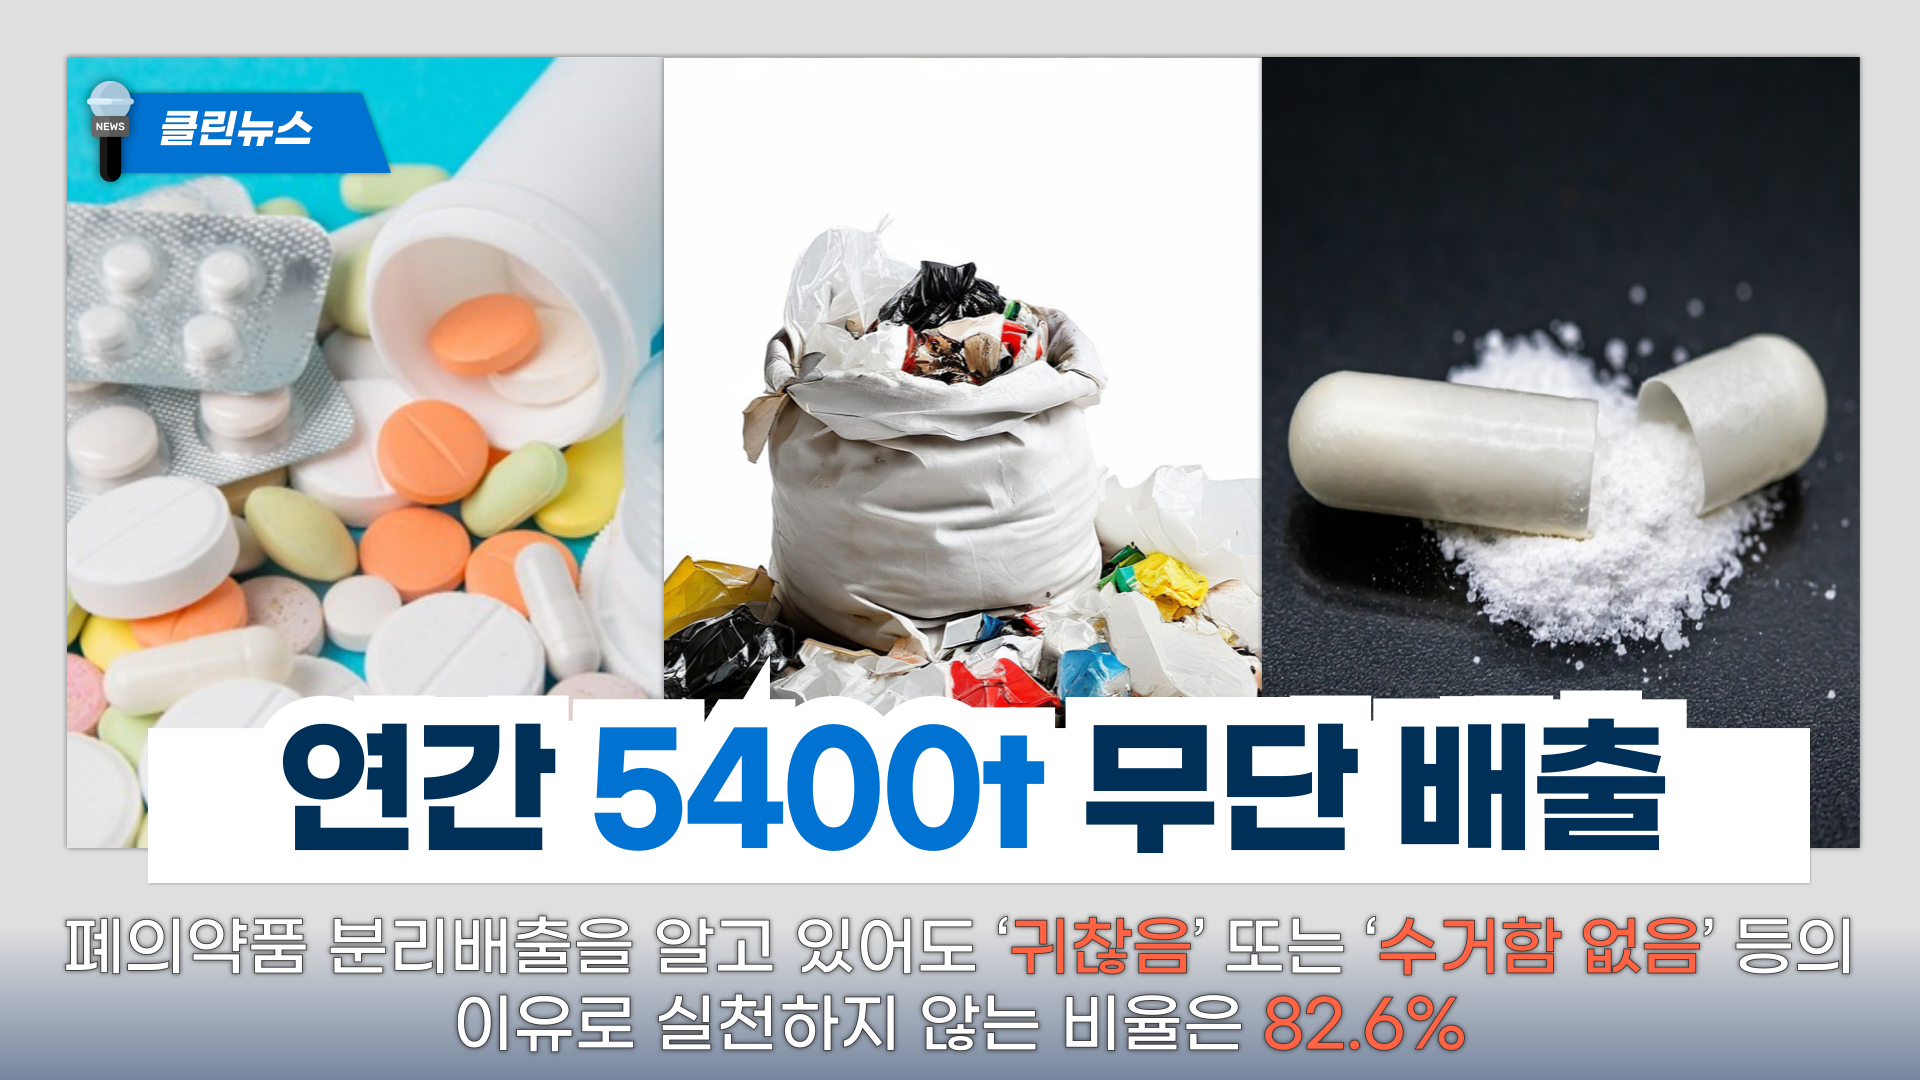 NEWS
클린뉴스
연간 5400t 무단 배출
폐의약품 분리배출을 알고 있어도 ‘귀찮음’ 또는 ‘수거함 없음’ 등의
이유로 실천하지 않는 비율은 82.6%